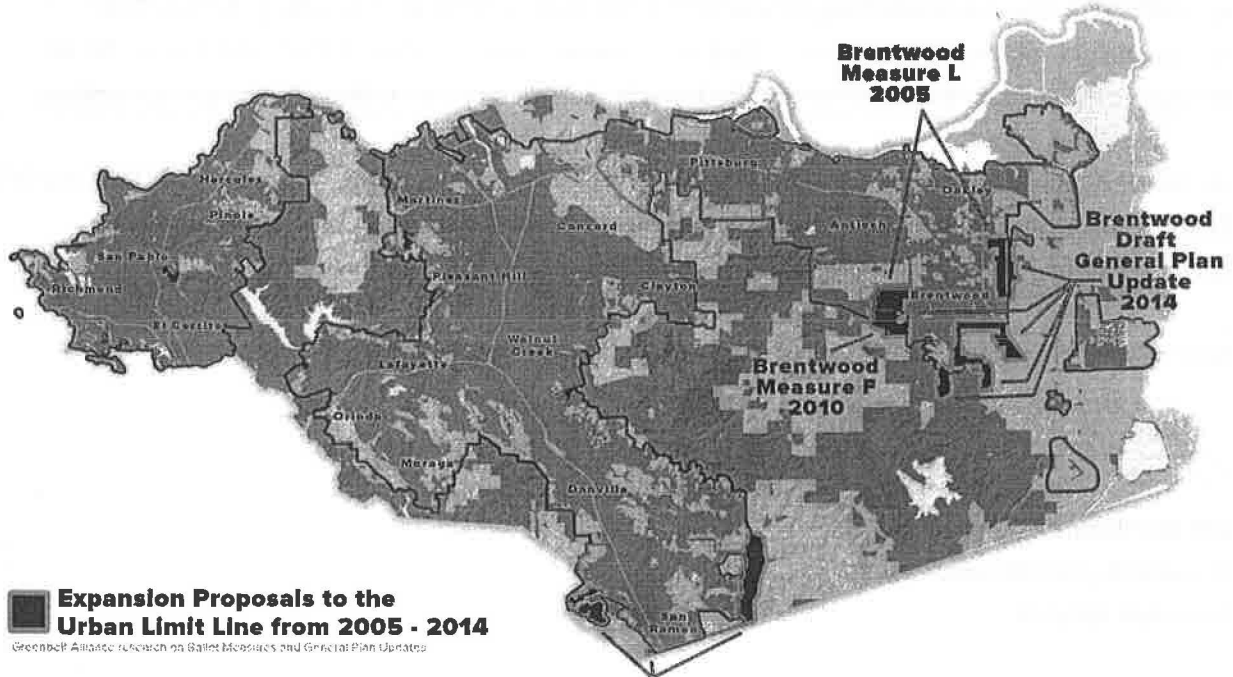 Brentwood
Measure L
2005
Hercules
Pinole
San Pablo
Richmond
El Cerrito
Martinez
Concord
Pleasant Hill
Clayton
Walnut
Creek
Lafayette
Orinda
Moraga
Danville
San
Ramon
Pittsburg
Antioch
Oakley
Brentwood
Brentwood
Draft
General Plan
Update
2014
Brentwood
Measure F
2010
Expansion Proposals to the
Urban Limit Line from 2005 - 2014
Greenbelt Alliance research on Ballot Measures and General Plan Updates